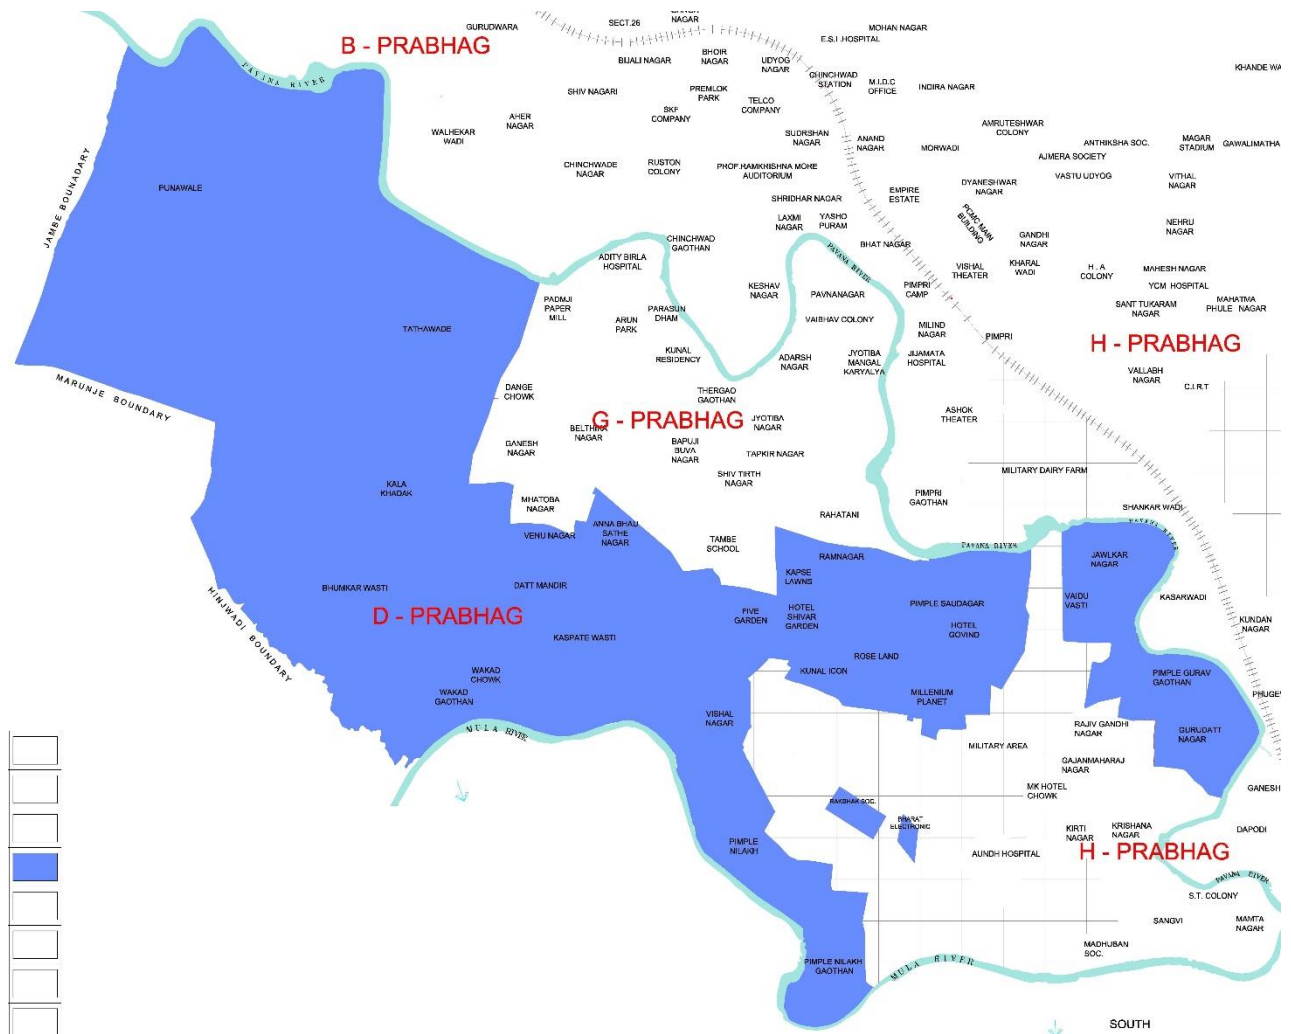 NAGAR
SECT.26
GURUDWARA
MOHAN NAGAR
E.S.I .HOSPITAL
B - PRABHAG
BIJALI NAGAR
BHOIR
NAGAR
UDYOG
NAGAR
CHINCHWAD
STATION
M.I.D.C
OFFICE
INDIRA NAGAR
KHANDE WA
PAVINA RIVER
SHIV NAGARI
PREMLOK
PARK
SKF
COMPANY
TELCO
COMPANY
AHER
NAGAR
WALHEKAR
WADI
SUDRSHAN
NAGAR
ANAND
NAGAR
MORWADI
AMRUTESHWAR
COLONY
ANTHRIKSHA SOC.
MAGAR
STADIUM
GAWALIMATHA
AJMERA SOCIETY
VASTU UDYOG
VITHAL
NAGAR
CHINCHWADE
NAGAR
RUSTON
COLONY
PROF.RAMKRISHNA MORE
AUDITORIUM
PUNAWALE
JAMBE BOUNADARY
SHRIDHAR NAGAR
EMPIRE
ESTATE
DYANESHWAR
NAGAR
PCMC MAIN
BUILDING
LAXMI
NAGAR
YASHO
PURAM
GANDHI
NAGAR
NEHRU
NAGAR
CHINCHWAD
GAOTHAN
BHAT NAGAR
PAVANA RIVER
ADITY BIRLA
HOSPITAL
VISHAL
THEATER
KHARAL
WADI
H . A
COLONY
MAHESH NAGAR
YCM HOSPITAL
KESHAV
NAGAR
PAVNANAGAR
PIMPRI
CAMP
SANT TUKARAM
NAGAR
MAHATMA
PHULE NAGAR
PADMJI
PAPER
MILL
ARUN
PARK
PARASUN
DHAM
VAIBHAV COLONY
MILIND
NAGAR
PIMPRI
H - PRABHAG
TATHAWADE
KUNAL
RESIDENCY
ADARSH
NAGAR
JYOTIBA
MANGAL
KARYALYA
JIJAMATA
HOSPITAL
VALLABH
NAGAR
C.I.R.T
MARUNJE BOUNDARY
DANGE
CHOWK
THERGAO
GAOTHAN
ASHOK
THEATER
G - PRABHAG
JYOTIBA
NAGAR
GANESH
NAGAR
NAGAR
BAPUJI
BUVA
NAGAR
TAPKIR NAGAR
SHIV TIRTH
NAGAR
MILITARY DAIRY FARM
KALA
KHADAK
MHATOBA
NAGAR
PIMPRI
GAOTHAN
SHANKAR WADI
RAHATANI
PAVANA RIVER
VENU NAGAR
ANNA BHAU
SATHE
NAGAR
TAMBE
SCHOOL
PAVANA RIVER
RAMNAGAR
JAWLKAR
NAGAR
KAPSE
LAWNS
BHUMKAR WASTI
DATT MANDIR
VAIDU
VASTI
KASARWADI
HINJWADI BOUNDARY
D - PRABHAG
FIVE
GARDEN
HOTEL
SHIVAR
GARDEN
PIMPLE SAUDAGAR
HOTEL
GOVIND
KUNDAN
NAGAR
KASPATE WASTI
ROSE LAND
WAKAD
CHOWK
KUNAL ICON
PIMPLE GURAV
GAOTHAN
WAKAD
GAOTHAN
MILLENIUM
PLANET
PHUGEV
VISHAL
NAGAR
MULA RIVER
RAJIV GANDHI
NAGAR
GURUDATT
NAGAR
MILITARY AREA
GAJANMAHARAJ
NAGAR
MK HOTEL
CHOWK
GANESH
RAKSHAK SOC.
BHARAT
ELECTRONIC
KIRTI
NAGAR
KRISHANA
NAGAR
DAPODI
PIMPLE
NILAKH
AUNDH HOSPITAL
H - PRABHAG
PAVANA RIVER
S.T. COLONY
SANGVI
MAMTA
NAGAR
MADHUBAN
SOC.
PIMPLE NILAKH
GAOTHAN
MULA RIVER
SOUTH